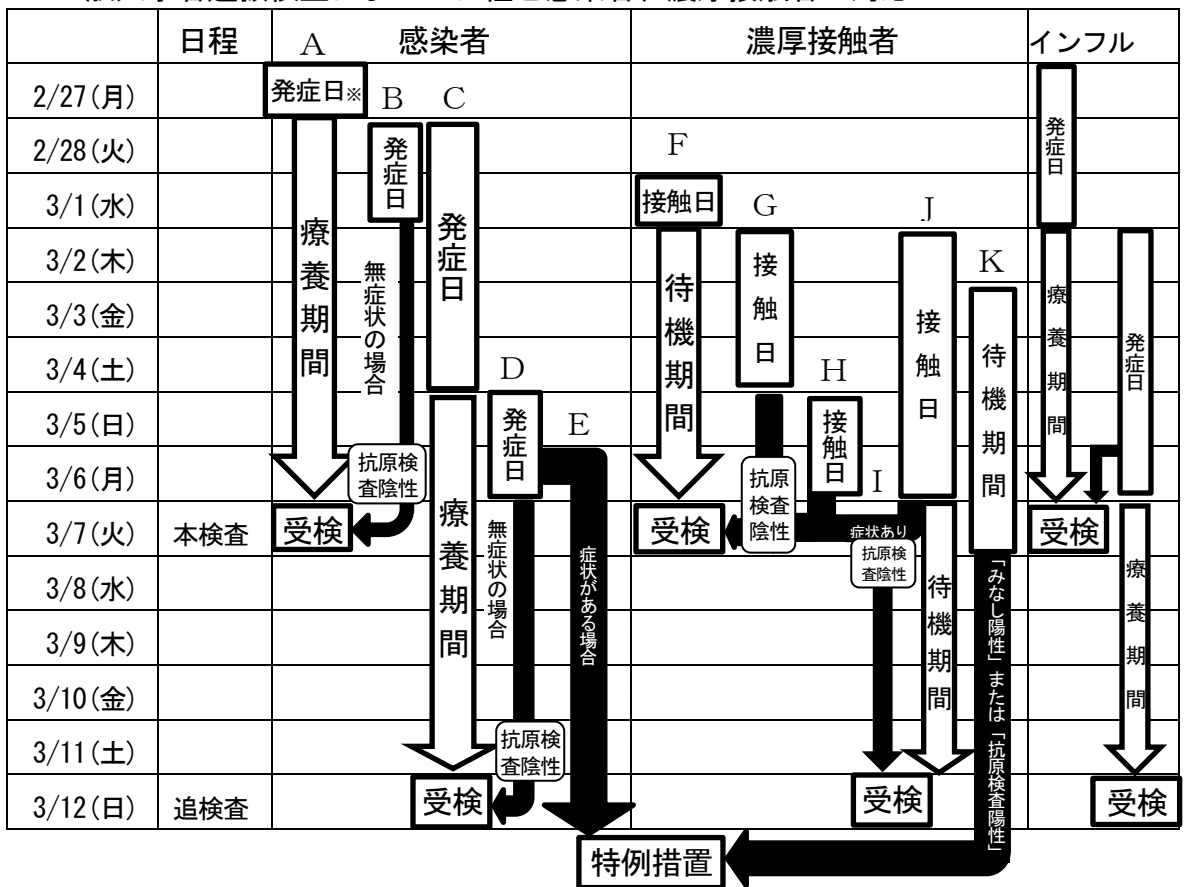 日程
感染者
濃厚接触者
インフル
A
2/27(月)
発症日※
B
C
2/28(火)
発症日
F
発症日
3/1(水)
接触日
G
J
療養期間
発症日
3/2(木)
無症状の場合
待機期間
接触日
接触日
K
療養期間
3/3(金)
待機期間
発症日
3/4(土)
D
H
3/5(日)
発症日
E
接触日
3/6(月)
抗原検
査陰性
抗原
検査
陰性
I
3/7(火)
本検査
受検
療養期間
無症状の場合
症状がある場合
受検
症状あり
抗原検
査陰性
受検
3/8(水)
待機期間
「みなし陽性」または「抗原検査陽性」
療養期間
3/9(木)
3/10(金)
3/11(土)
抗原検
査陰性
3/12(日)
追検査
受検
受検
受検
特例措置